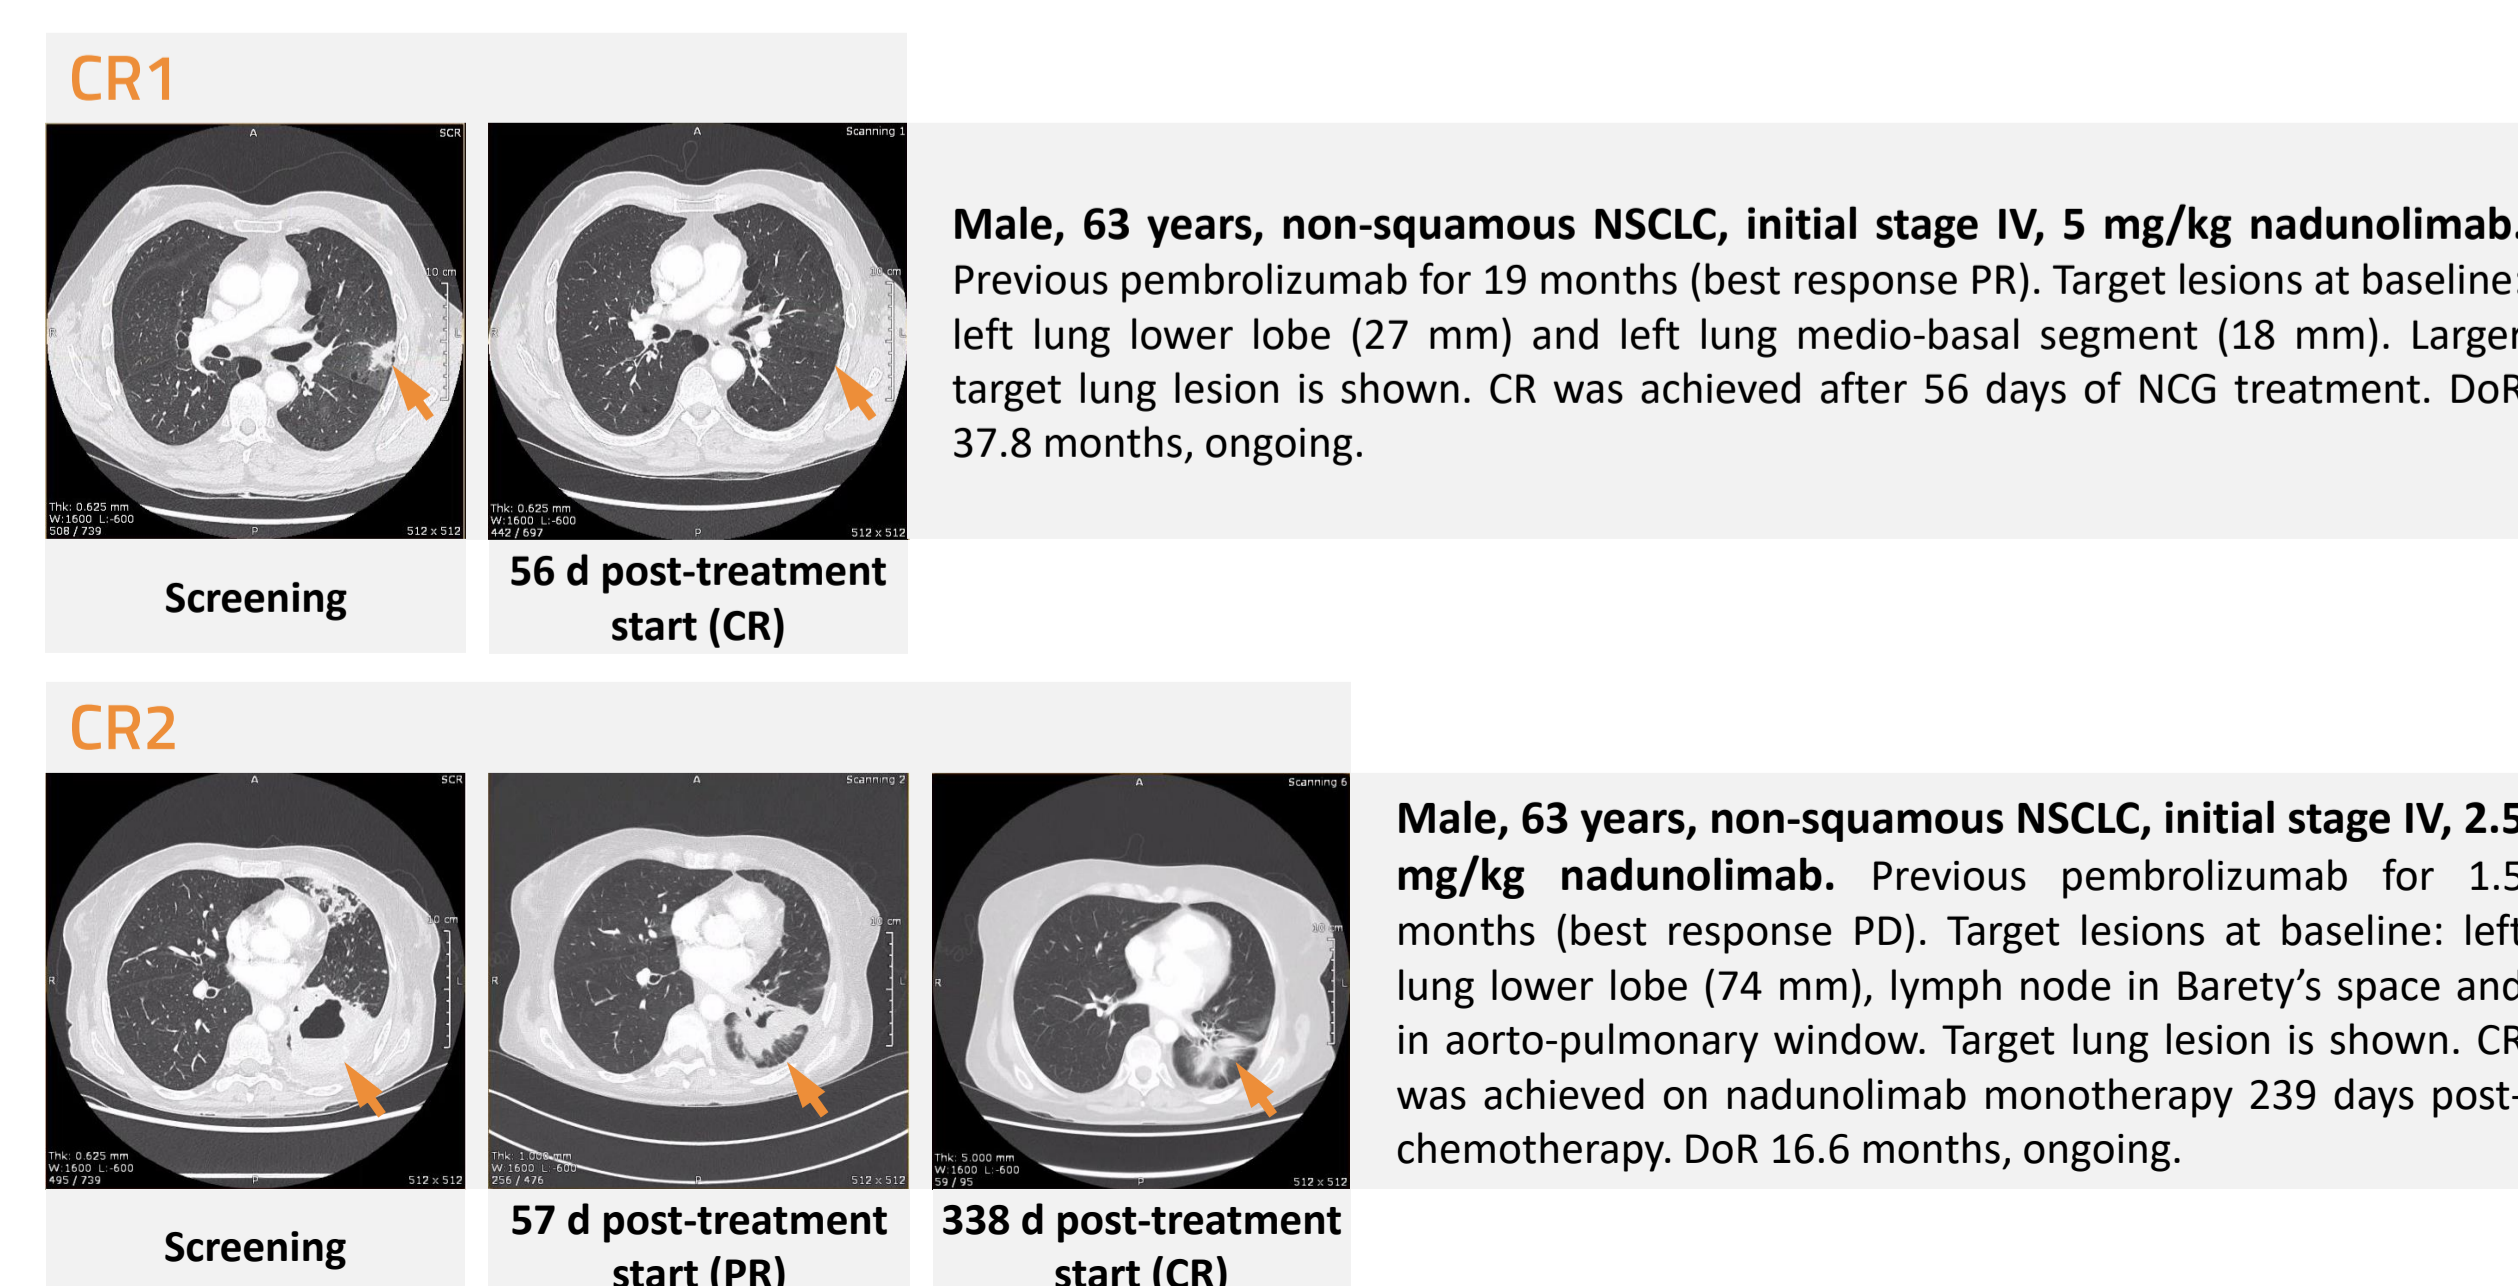 CR1
A
SCR
10 cm
R
L
Thk: 0.625 mm
W:1600 L:-600
508 / 739
P
512 x 512
A
Scanning 1
10 cm
R
L
Thk: 0.625 mm
W:1600 L:-600
442 / 697
P
512 x 512
Screening
56 d post-treatment
start (CR)
Male, 63 years, non-squamous NSCLC, initial stage IV, 5 mg/kg nadunolimab.
Previous pembrolizumab for 19 months (best response PR). Target lesions at baseline:
left lung lower lobe (27 mm) and left lung medio-basal segment (18 mm). Larger
target lung lesion is shown. CR was achieved after 56 days of NCG treatment. DoR
37.8 months, ongoing.
CR2
A
SCR
10 cm
R
L
Thk: 0.625 mm
W:1600 L:-600
495 / 739
P
512 x 512
A
Scanning 2
10 cm
R
L
Thk: 1.000 mm
W:1600 L:-600
256 / 476
P
512 x 512
A
Scanning 6
10 cm
R
L
Thk: 5.000 mm
W:1600 L:-600
59 / 95
P
512 x 512
Screening
57 d post-treatment
start (PR)
338 d post-treatment
start (CR)
Male, 63 years, non-squamous NSCLC, initial stage IV, 2.5
mg/kg nadunolimab. Previous pembrolizumab for 1.5
months (best response PD). Target lesions at baseline: left
lung lower lobe (74 mm), lymph node in Barety’s space and
in aorto-pulmonary window. Target lung lesion is shown. CR
was achieved on nadunolimab monotherapy 239 days post-
chemotherapy. DoR 16.6 months, ongoing.